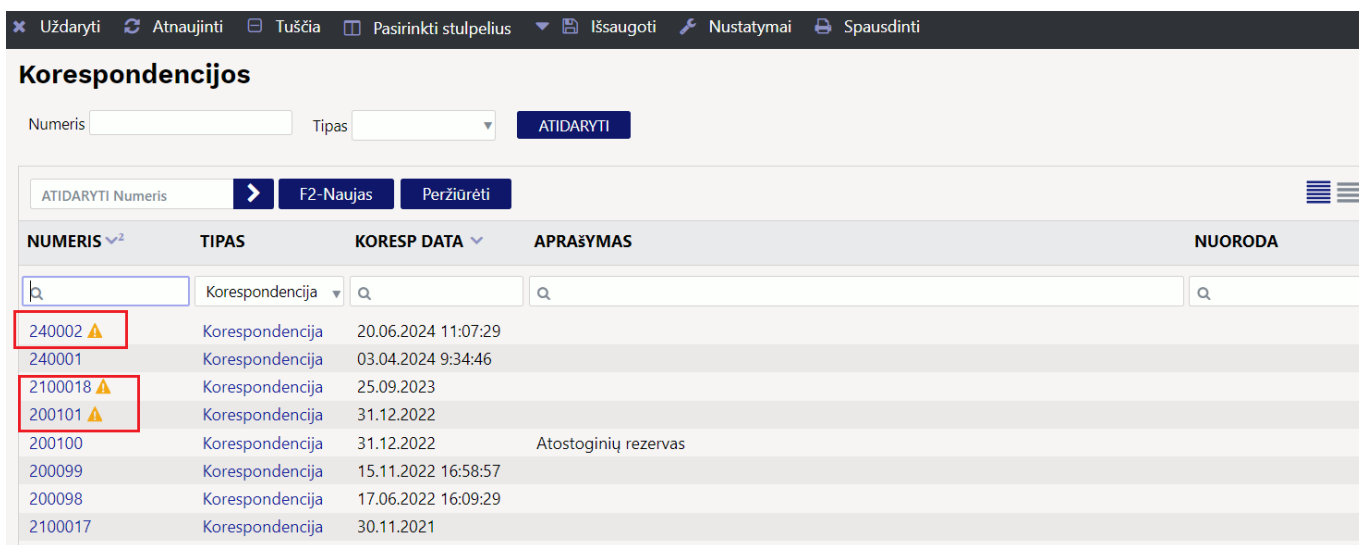 Uždaryti Atnaujinti Tuščia Pasirinkti stulpelius Išsaugoti Nustatymai Spausdinti
Korespondencijos
Numeris Tipas ATIDARYTI
ATIDARYTI Numeris F2-Naujas Peržiūrėti
NUMERIS 2 TIPAS KORESP DATA APRAšYMAS NUORODA
Korespondencija
240002 Korespondencija 20.06.2024 11:07:29
240001 Korespondencija 03.04.2024 9:34:46
2100018 Korespondencija 25.09.2023
200101 Korespondencija 31.12.2022
200100 Korespondencija 31.12.2022 Atostoginių rezervas
200099 Korespondencija 15.11.2022 16:58:57
200098 Korespondencija 17.06.2022 16:09:29
2100017 Korespondencija 30.11.2021